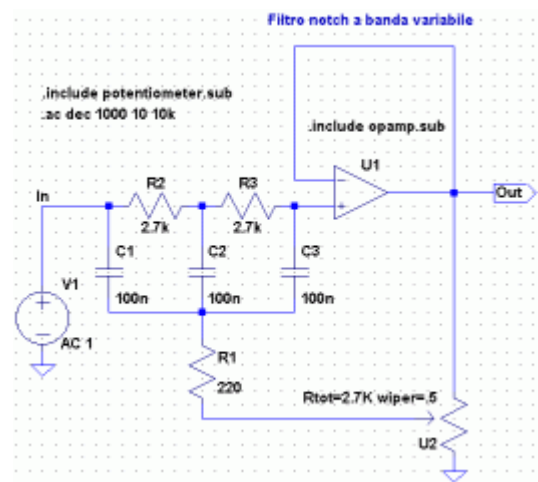 Filtro notch a banda variabile
.include potentiometer.sub
.ac dec 1000 10 10k
.include opamp.sub
U1
In
R2
R3
Out
2.7k
2.7k
C1
C2
C3
V1
100n
100n
100n
AC 1
R1
220
Rtot=2.7K wiper=.5
U2